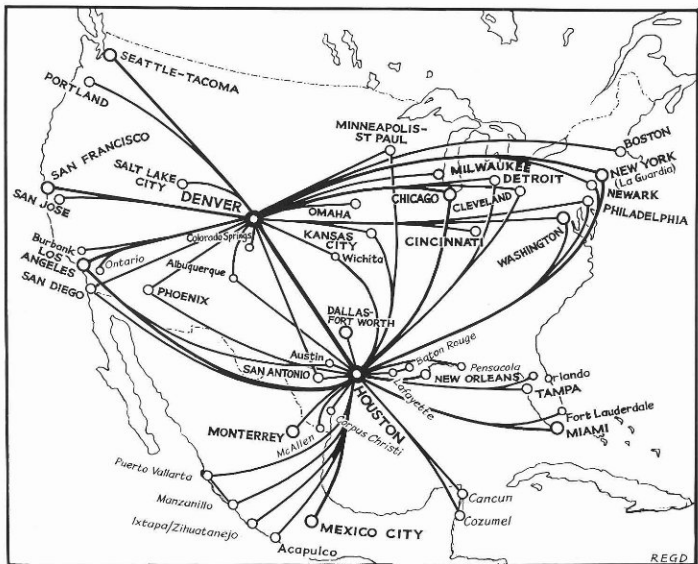 SEATTLE-TACOMA
PORTLAND
MINNEAPOLIS-
ST PAUL
BOSTON
SAN FRANCISCO
SALT LAKE
CITY
MILWAUKEE
DETROIT
NEW YORK
(La Guardia)
NEWARK
SAN JOSE
DENVER
OMAHA
CHICAGO
CLEVELAND
PHILADELPHIA
Colorado Springs
KANSAS
CITY
CINCINNATI
WASHINGTON
Burbank
LOS
ANGELES
Ontario
Wichita
Albuquerque
SAN DIEGO
PHOENIX
DALLAS-
FORT WORTH
Austin
Baton Rouge
Pensacola
SAN ANTONIO
NEW ORLEANS
Orlando
TAMPA
HOUSTON
Lafayette
Fort Lauderdale
MONTERREY
McAllen
Corpus Christi
MIAMI
Puerto Vallarta
Manzanillo
Cancun
Ixtapa/Zihuatanejo
MEXICO CITY
Cozumel
Acapulco
REGD